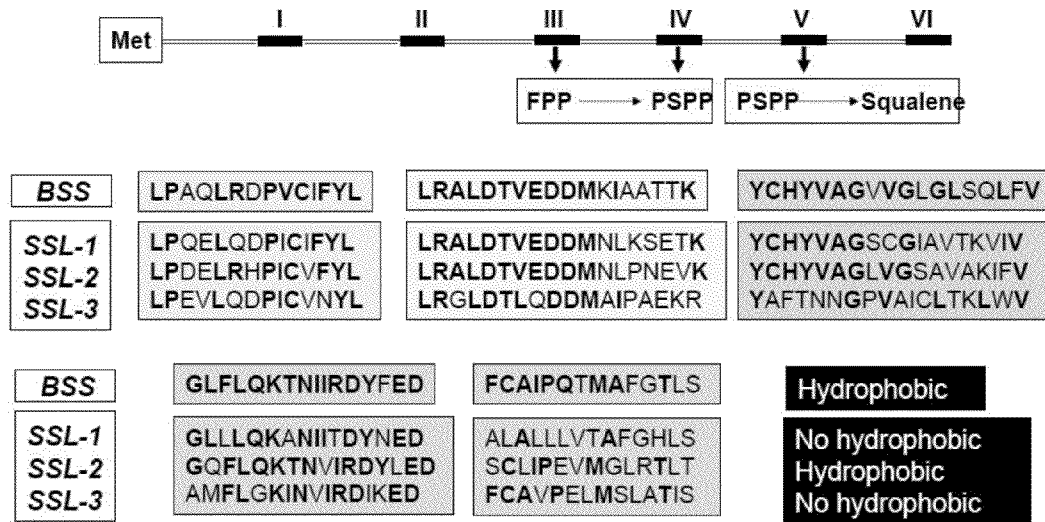 I II III IV V VI
Met
FPP PSPP PSPP Squalene
BSS LPAQLRDPVCIFYL LRALDTVEDDMKIAATTK YCHYVAGVVGLGLSQLFV
SSL-1 LPQELQDPICIFYL LRALDTVEDDMNLKSETK YCHYVAGSCGIAVTKVIV
SSL-2 LPDELRHPICVFYL LRALDTVEDDMNLPNEVK YCHYVAGLVGSAVAKIFV
SSL-3 LPEVLQDPICVNYL LRGLDTLQDDMAIPAEKR YAFTNNGPVAICLTKLWV
BSS GLFLQKTNIIRDYFED FCAIPQTMAFGTLS Hydrophobic
SSL-1 GLLLQKANIITDYNED ALALLLVTAFGHLS No hydrophobic
SSL-2 GQFLQKTNVIRDYLED SCLIPEVMGLRTLT Hydrophobic
SSL-3 AMFLGKINVIRDIKED FCAVPELMSLATIS No hydrophobic